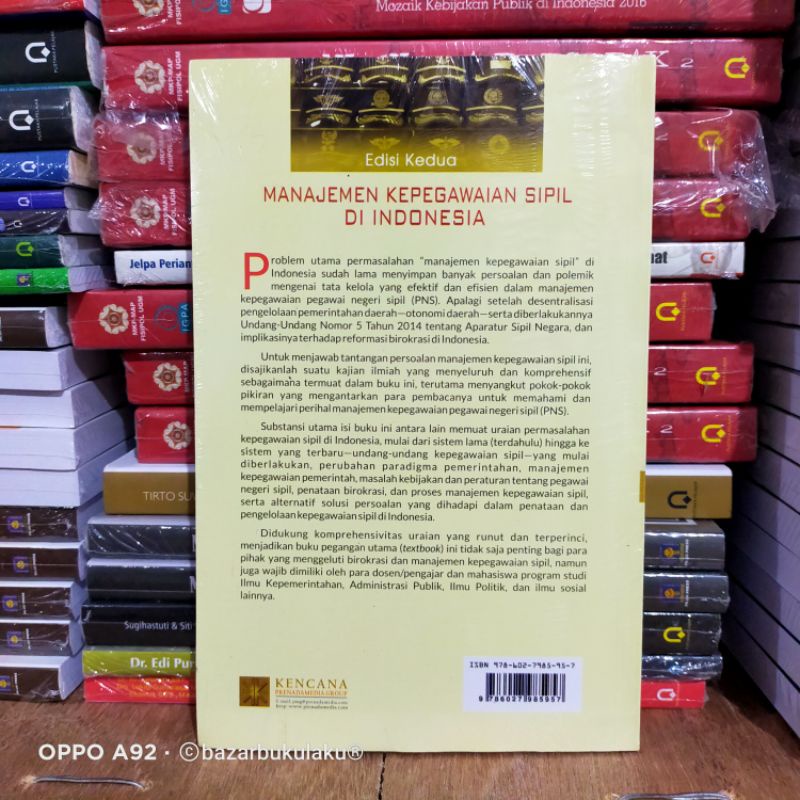 Mozaik Kebijakan Publik di Indonesia 2016
MKP-MAP
FISIPOL UGM
Edisi Kedua
MANAJEMEN KEPEGAWAIAN SIPIL
DI INDONESIA
Problem utama permasalahan "manajemen kepegawaian sipil" di
Indonesia sudah lama menyimpan banyak persoalan dan polemik
mengenai tata kelola yang efektif dan efisien dalam manajemen
kepegawaian pegawai negeri sipil (PNS). Apalagi setelah desentralisasi
pengelolaan pemerintahan daerah—otonomi daerah—serta diberlakukannya
Undang-Undang Nomor 5 Tahun 2014 tentang Aparatur Sipil Negara, dan
implikasinya terhadap reformasi birokrasi di Indonesia.
Untuk menjawab tantangan persoalan manajemen kepegawaian sipil ini,
disajikanlah suatu kajian ilmiah yang menyeluruh dan komprehensif
sebagaimana termuat dalam buku ini, terutama menyangkut pokok-pokok
pikiran yang mengantarkan para pembacanya untuk memahami dan
mempelajari perihal manajemen kepegawaian pegawai negeri sipil (PNS).
Substansi utama isi buku ini antara lain memuat uraian permasalahan
kepegawaian sipil di Indonesia, mulai dari sistem lama (terdahulu) hingga ke
sistem yang terbaru—undang-undang kepegawaian sipil—yang mulai
diberlakukan, perubahan paradigma pemerintahan, manajemen
kepegawaian pemerintah, masalah kebijakan dan peraturan tentang pegawai
negeri sipil, penataan birokrasi, dan proses manajemen kepegawaian sipil,
serta alternatif solusi persoalan yang dihadapi dalam penataan dan
pengelolaan kepegawaian sipil di Indonesia.
Didukung komprehensivitas uraian yang runut dan terperinci,
menjadikan buku pegangan utama (textbook) ini tidak saja penting bagi para
pihak yang menggeluti birokrasi dan manajemen kepegawaian sipil, namun
juga wajib dimiliki oleh para dosen/pengajar dan mahasiswa program studi
Ilmu Kepemerintahan, Administrasi Publik, Ilmu Politik, dan ilmu sosial
lainnya.
KENCANA
PRENADAMEDIA GROUP
ISBN 978-602-7985-95-7
9 786027 985957
Jelpa Perian
TIRTO SU
Sugihastuti & Siti
Dr. Edi Pur
OPPO A92 · ©bazarbukulaku®